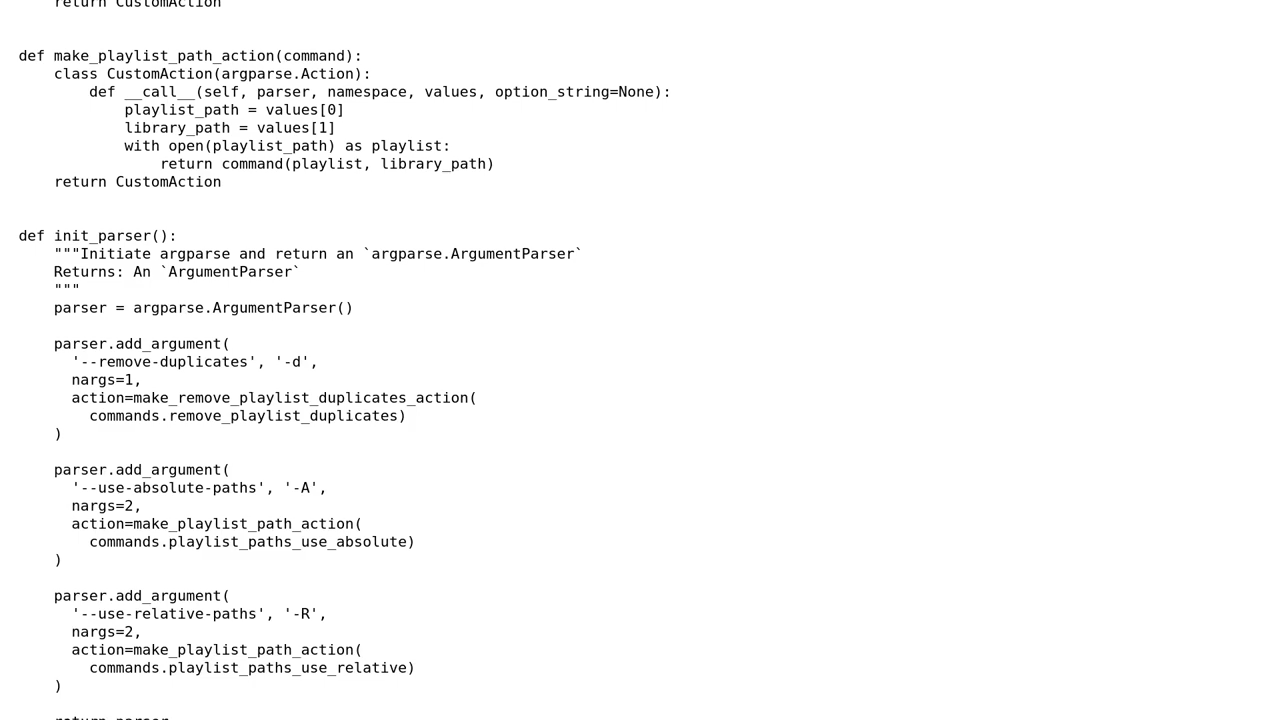 return CustomAction
def make_playlist_path_action(command):
    class CustomAction(argparse.Action):
        def __call__(self, parser, namespace, values, option_string=None):
            playlist_path = values[0]
            library_path = values[1]
            with open(playlist_path) as playlist:
                return command(playlist, library_path)
    return CustomAction
def init_parser():
    """Initiate argparse and return an `argparse.ArgumentParser`
    Returns: An `ArgumentParser`
    """
    parser = argparse.ArgumentParser()
    parser.add_argument(
      '--remove-duplicates', '-d',
      nargs=1,
      action=make_remove_playlist_duplicates_action(
        commands.remove_playlist_duplicates)
    )
    parser.add_argument(
      '--use-absolute-paths', '-A',
      nargs=2,
      action=make_playlist_path_action(
        commands.playlist_paths_use_absolute)
    )
    parser.add_argument(
      '--use-relative-paths', '-R',
      nargs=2,
      action=make_playlist_path_action(
        commands.playlist_paths_use_relative)
    )
    return parser